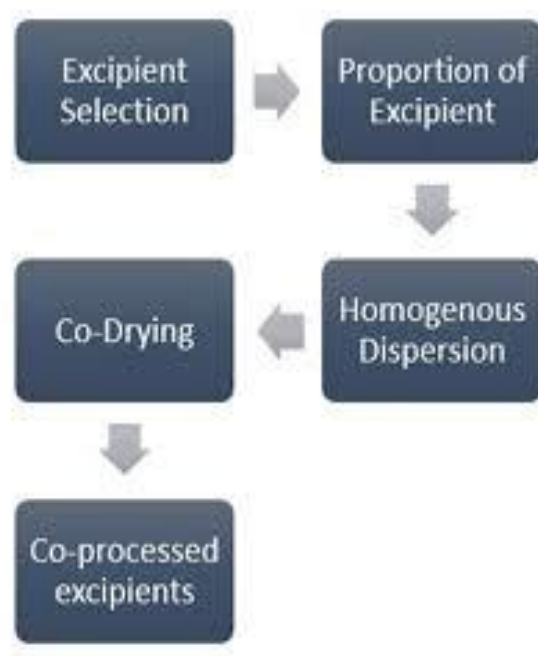 Excipient
Selection
Proportion of
Excipient
Homogenous
Dispersion
Co-Drying
Co-processed
excipients